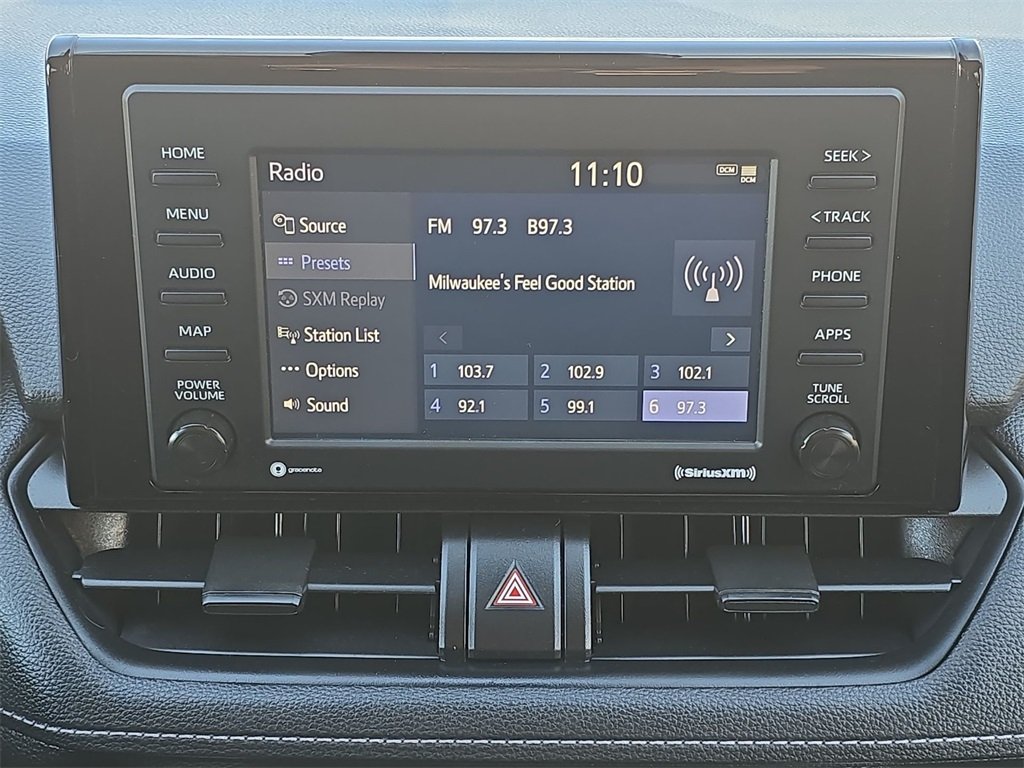 HOME
MENU
AUDIO
MAP
POWER
VOLUME
Radio
11:10
DCM
DCM
Source
Presets
SXM Replay
Station List
Options
Sound
FM 97.3 B97.3
Milwaukee's Feel Good Station
<
>
1 103.7
2 102.9
3 102.1
4 92.1
5 99.1
6 97.3
SEEK >
< TRACK
PHONE
APPS
TUNE
SCROLL
gracenote
((SiriusXM))